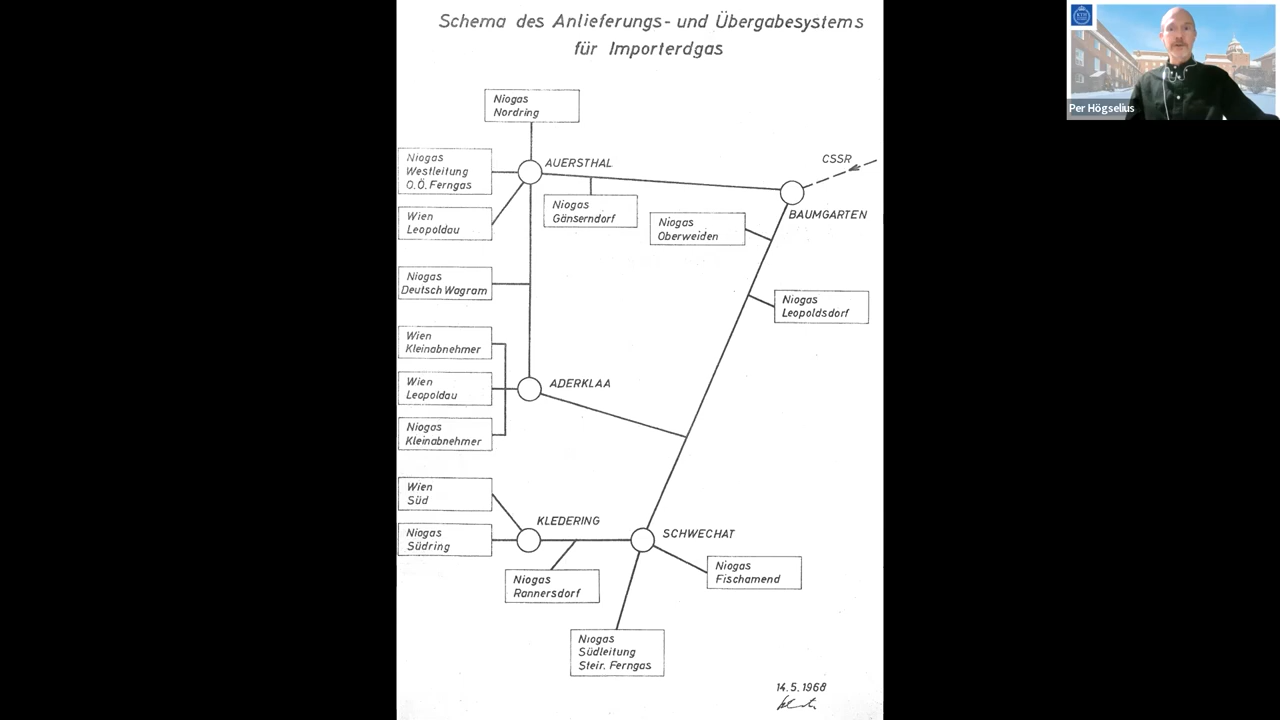 Schema des Anlieferungs- und Übergabesystems
für Importerdgas
Niogas
Nordring
Niogas
Westleitung
O.Ö. Ferngas
AUERSTHAL
CSSR
Wien
Leopoldau
Niogas
Gänserndorf
BAUMGARTEN
Niogas
Oberweiden
Niogas
Deutsch Wagram
Niogas
Leopoldsdorf
Wien
Kleinabnehmer
Wien
Leopoldau
ADERKLAA
Niogas
Kleinabnehmer
Wien
Süd
KLEDERING
SCHWECHAT
Niogas
Südring
Niogas
Rannersdorf
Niogas
Fischamend
Niogas
Südleitung
Steir. Ferngas
14.5.1968
KTH
Per Högselius